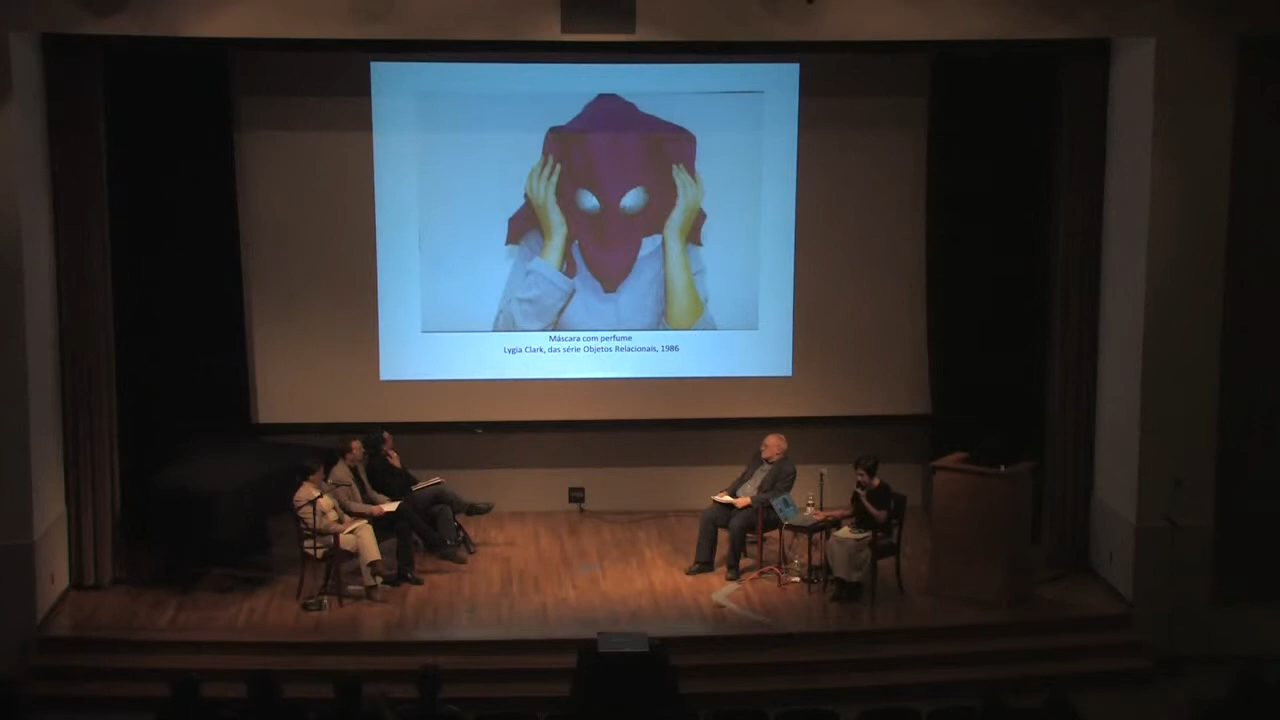 Máscara com perfume
Lygia Clark, das série Objetos Relacionais, 1986